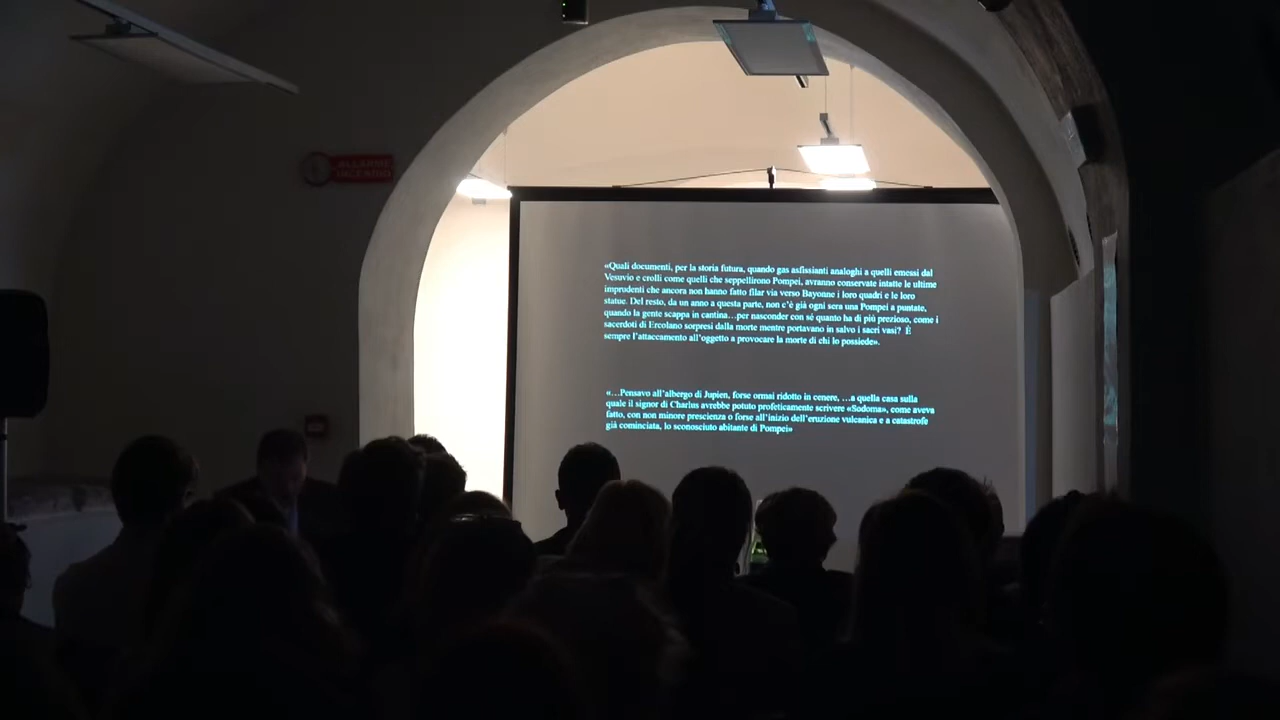 ALLARME
INCENDIO
«Quali documenti, per la storia futura, quando gas asfissianti analoghi a quelli emessi dal
Vesuvio e crolli come quelli che seppellirono Pompei, avranno conservate intatte le ultime
imprudenti che ancora non hanno fatto filar via verso Bayonne i loro quadri e le loro
statue. Del resto, da un anno a questa parte, non c'è già ogni sera una Pompei a puntate,
quando la gente scappa in cantina…per nasconder con sé quanto ha di più prezioso, come i
sacerdoti di Ercolano sorpresi dalla morte mentre portavano in salvo i sacri vasi? È
sempre l'attaccamento all'oggetto a provocare la morte di chi lo possiede».
«…Pensavo all'albergo di Jupien, forse ormai ridotto in cenere, …a quella casa sulla
quale il signor di Charlus avrebbe potuto profeticamente scrivere «Sodoma», come aveva
fatto, con non minore prescienza o forse all'inizio dell'eruzione vulcanica e a catastrofe
già cominciata, lo sconosciuto abitante di Pompei»